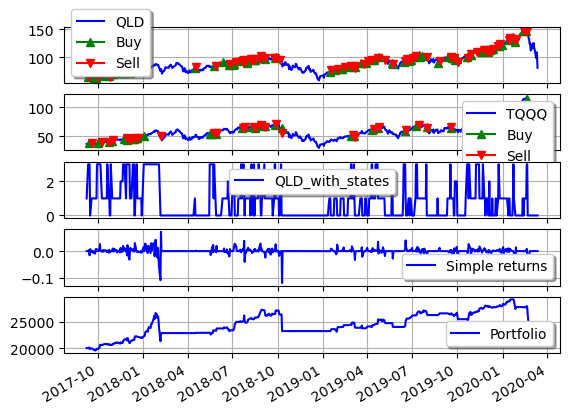 150
100
QLD
Buy
Sell
100
50
TQQQ
Buy
Sell
2
0
QLD_with_states
0.0
−0.1
Simple returns
25000
20000
Portfolio
2017-10 2018-01 2018-04 2018-07 2018-10 2019-01 2019-04 2019-07 2019-10 2020-01 2020-04